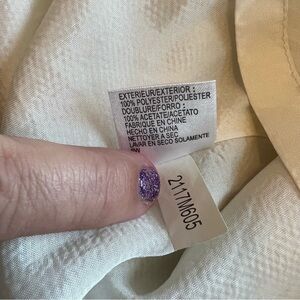 EXTERIEUR/EXTERIOR :
100% POLYESTER/POLIESTER
DOUBLURE/FORRO :
100% ACETATE/ACETATO
FABRIQUE EN CHINE
HECHO EN CHINA
NETTOYER A SEC
LAVAR EN SECO SOLAMENTE
2117M605